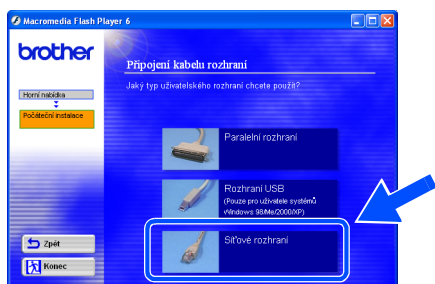 Macromedia Flash Player 6
brother
Připojení kabelu rozhraní
Jaký typ uživatelského rozhraní chcete použít?
Horní nabídka
Počáteční instalace
Paralelní rozhraní
Rozhraní USB
(Pouze pro uživatele systémů
Windows 98/Me/2000/XP)
Síťové rozhraní
Zpět
Konec